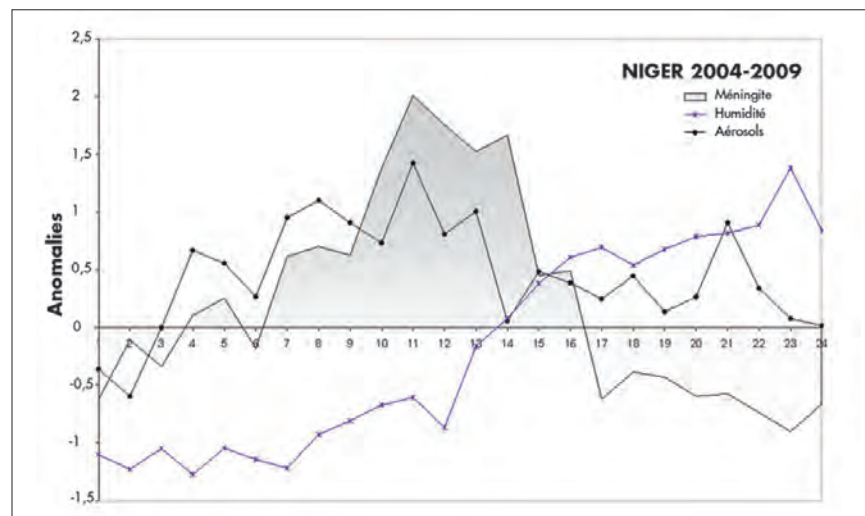 2,5
NIGER 2004-2009
Méningite
Humidité
Aérosols
2
1,5
1
0,5
0
-0,5
-1
-1,5
Anomalies
1 2 3 4 5 6 7 8 9 10 11 12 13 14 15 16 17 18 19 20 21 22 23 24